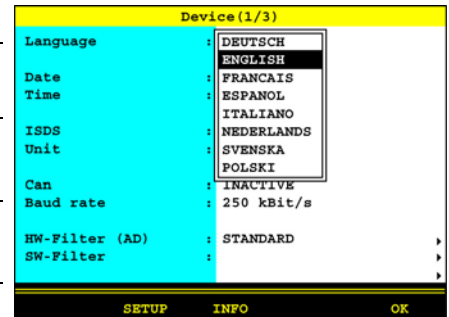 Device(1/3)
Language : DEUTSCH
ENGLISH
Date : FRANCAIS
Time : ESPANOL
ITALIANO
ISDS : NEDERLANDS
Unit : SVENSKA
POLSKI
Can : INACTIVE
Baud rate : 250 kBit/s
HW-Filter (AD) : STANDARD
SW-Filter :
SETUP INFO OK